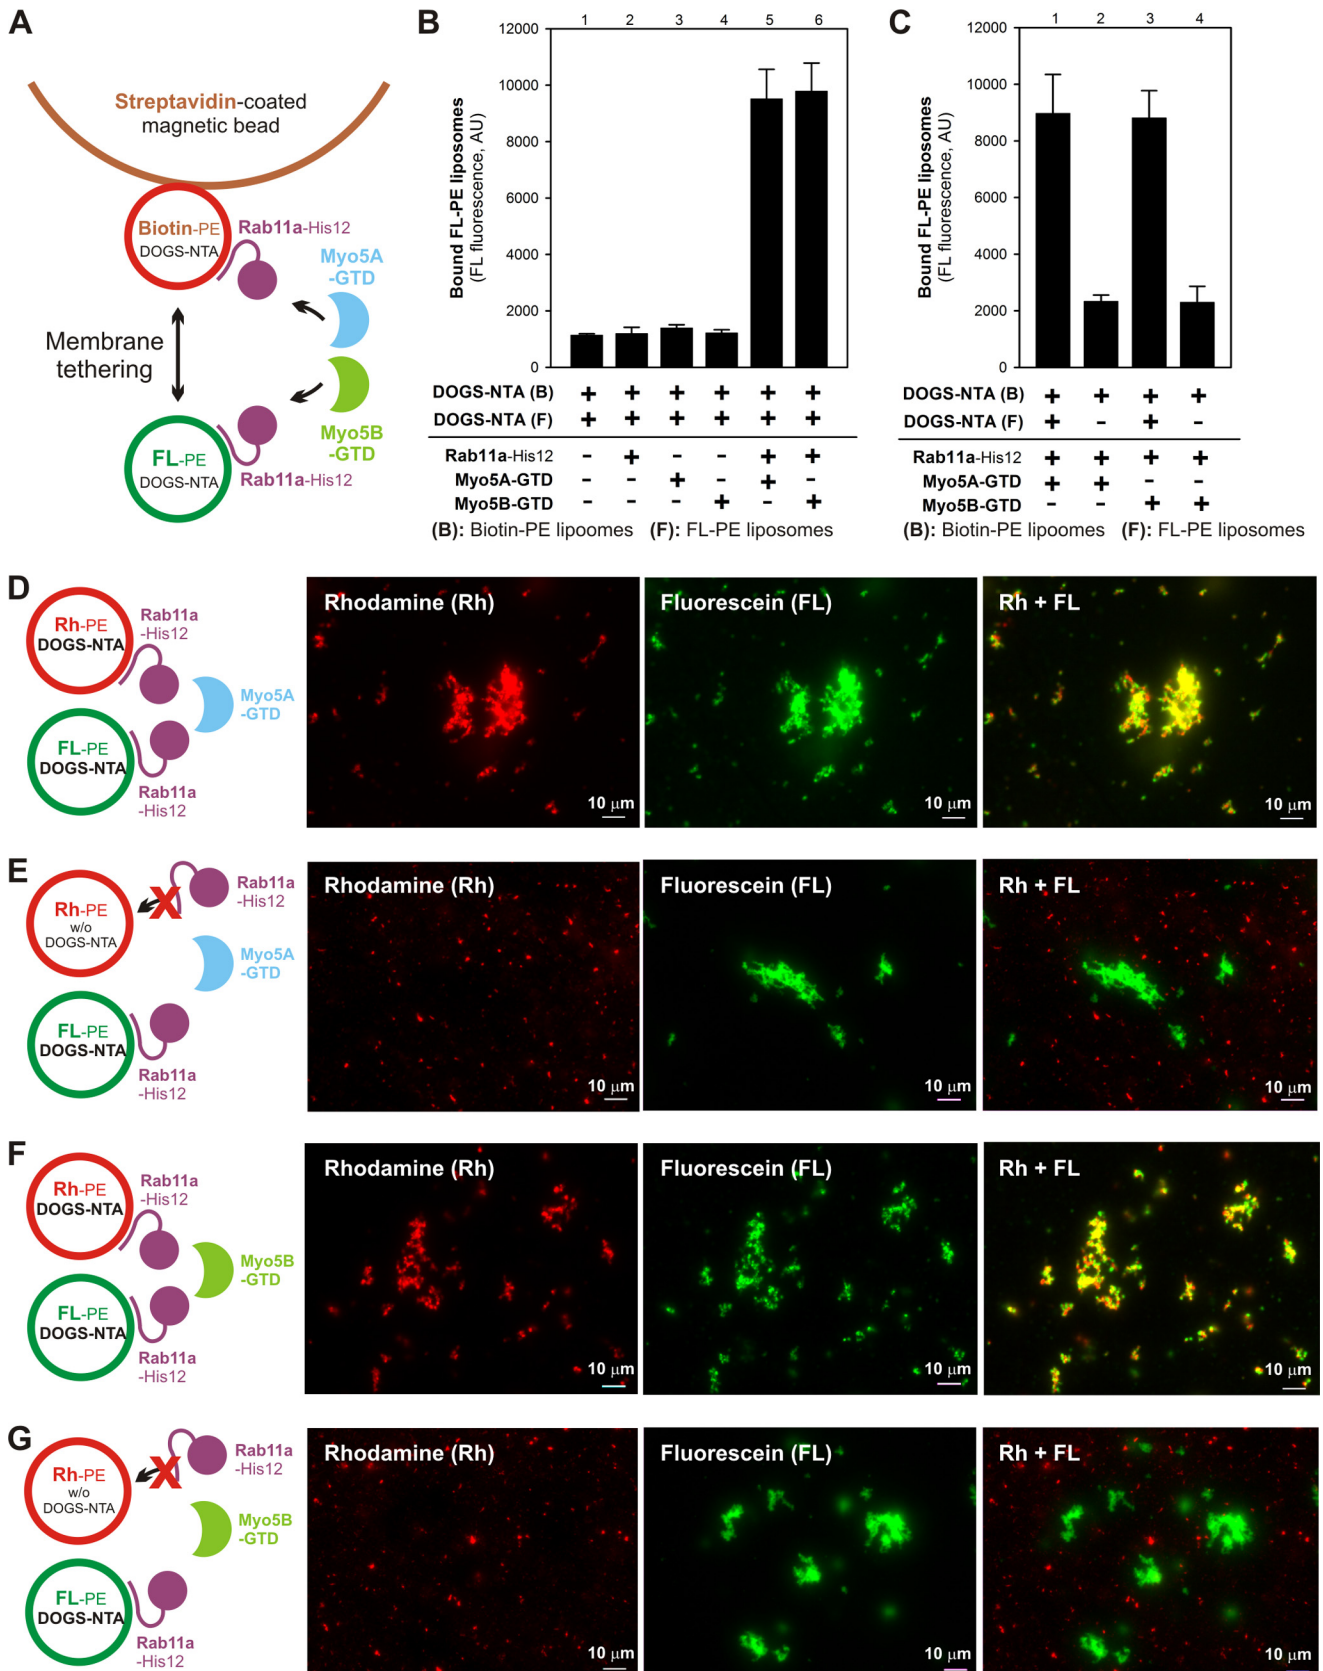 A
Streptavidin-coated
magnetic bead
Biotin-PE
DOGS-NTA
Rab11a-His12
Myo5A
-GTD
Membrane
tethering
Myo5B
-GTD
FL-PE
DOGS-NTA
Rab11a-His12
B
1 2 3 4 5 6
Bound FL-PE liposomes
(FL fluorescence, AU)
12000
10000
8000
6000
4000
2000
0
DOGS-NTA (B) + + + + + +
DOGS-NTA (F) + + + + + +
Rab11a-His12 - + - - + +
Myo5A-GTD - - + - + -
Myo5B-GTD - - - + - +
(B): Biotin-PE lipoomes (F): FL-PE liposomes
C
1 2 3 4
Bound FL-PE liposomes
(FL fluorescence, AU)
12000
10000
8000
6000
4000
2000
0
DOGS-NTA (B) + + + +
DOGS-NTA (F) + - + -
Rab11a-His12 + + + +
Myo5A-GTD + + - -
Myo5B-GTD - - + +
(B): Biotin-PE lipoomes (F): FL-PE liposomes
D
Rh-PE
DOGS-NTA
Rab11a
-His12
Myo5A
-GTD
FL-PE
DOGS-NTA
Rab11a
-His12
Rhodamine (Rh)
10 μm
Fluorescein (FL)
10 μm
Rh + FL
10 μm
E
Rh-PE
w/o
DOGS-NTA
X
Rab11a
-His12
Myo5A
-GTD
FL-PE
DOGS-NTA
Rab11a
-His12
Rhodamine (Rh)
10 μm
Fluorescein (FL)
10 μm
Rh + FL
10 μm
F
Rh-PE
DOGS-NTA
Rab11a
-His12
Myo5B
-GTD
FL-PE
DOGS-NTA
Rab11a
-His12
Rhodamine (Rh)
10 μm
Fluorescein (FL)
10 μm
Rh + FL
10 μm
G
Rh-PE
w/o
DOGS-NTA
X
Rab11a
-His12
Myo5B
-GTD
FL-PE
DOGS-NTA
Rab11a
-His12
Rhodamine (Rh)
10 μm
Fluorescein (FL)
10 μm
Rh + FL
10 μm